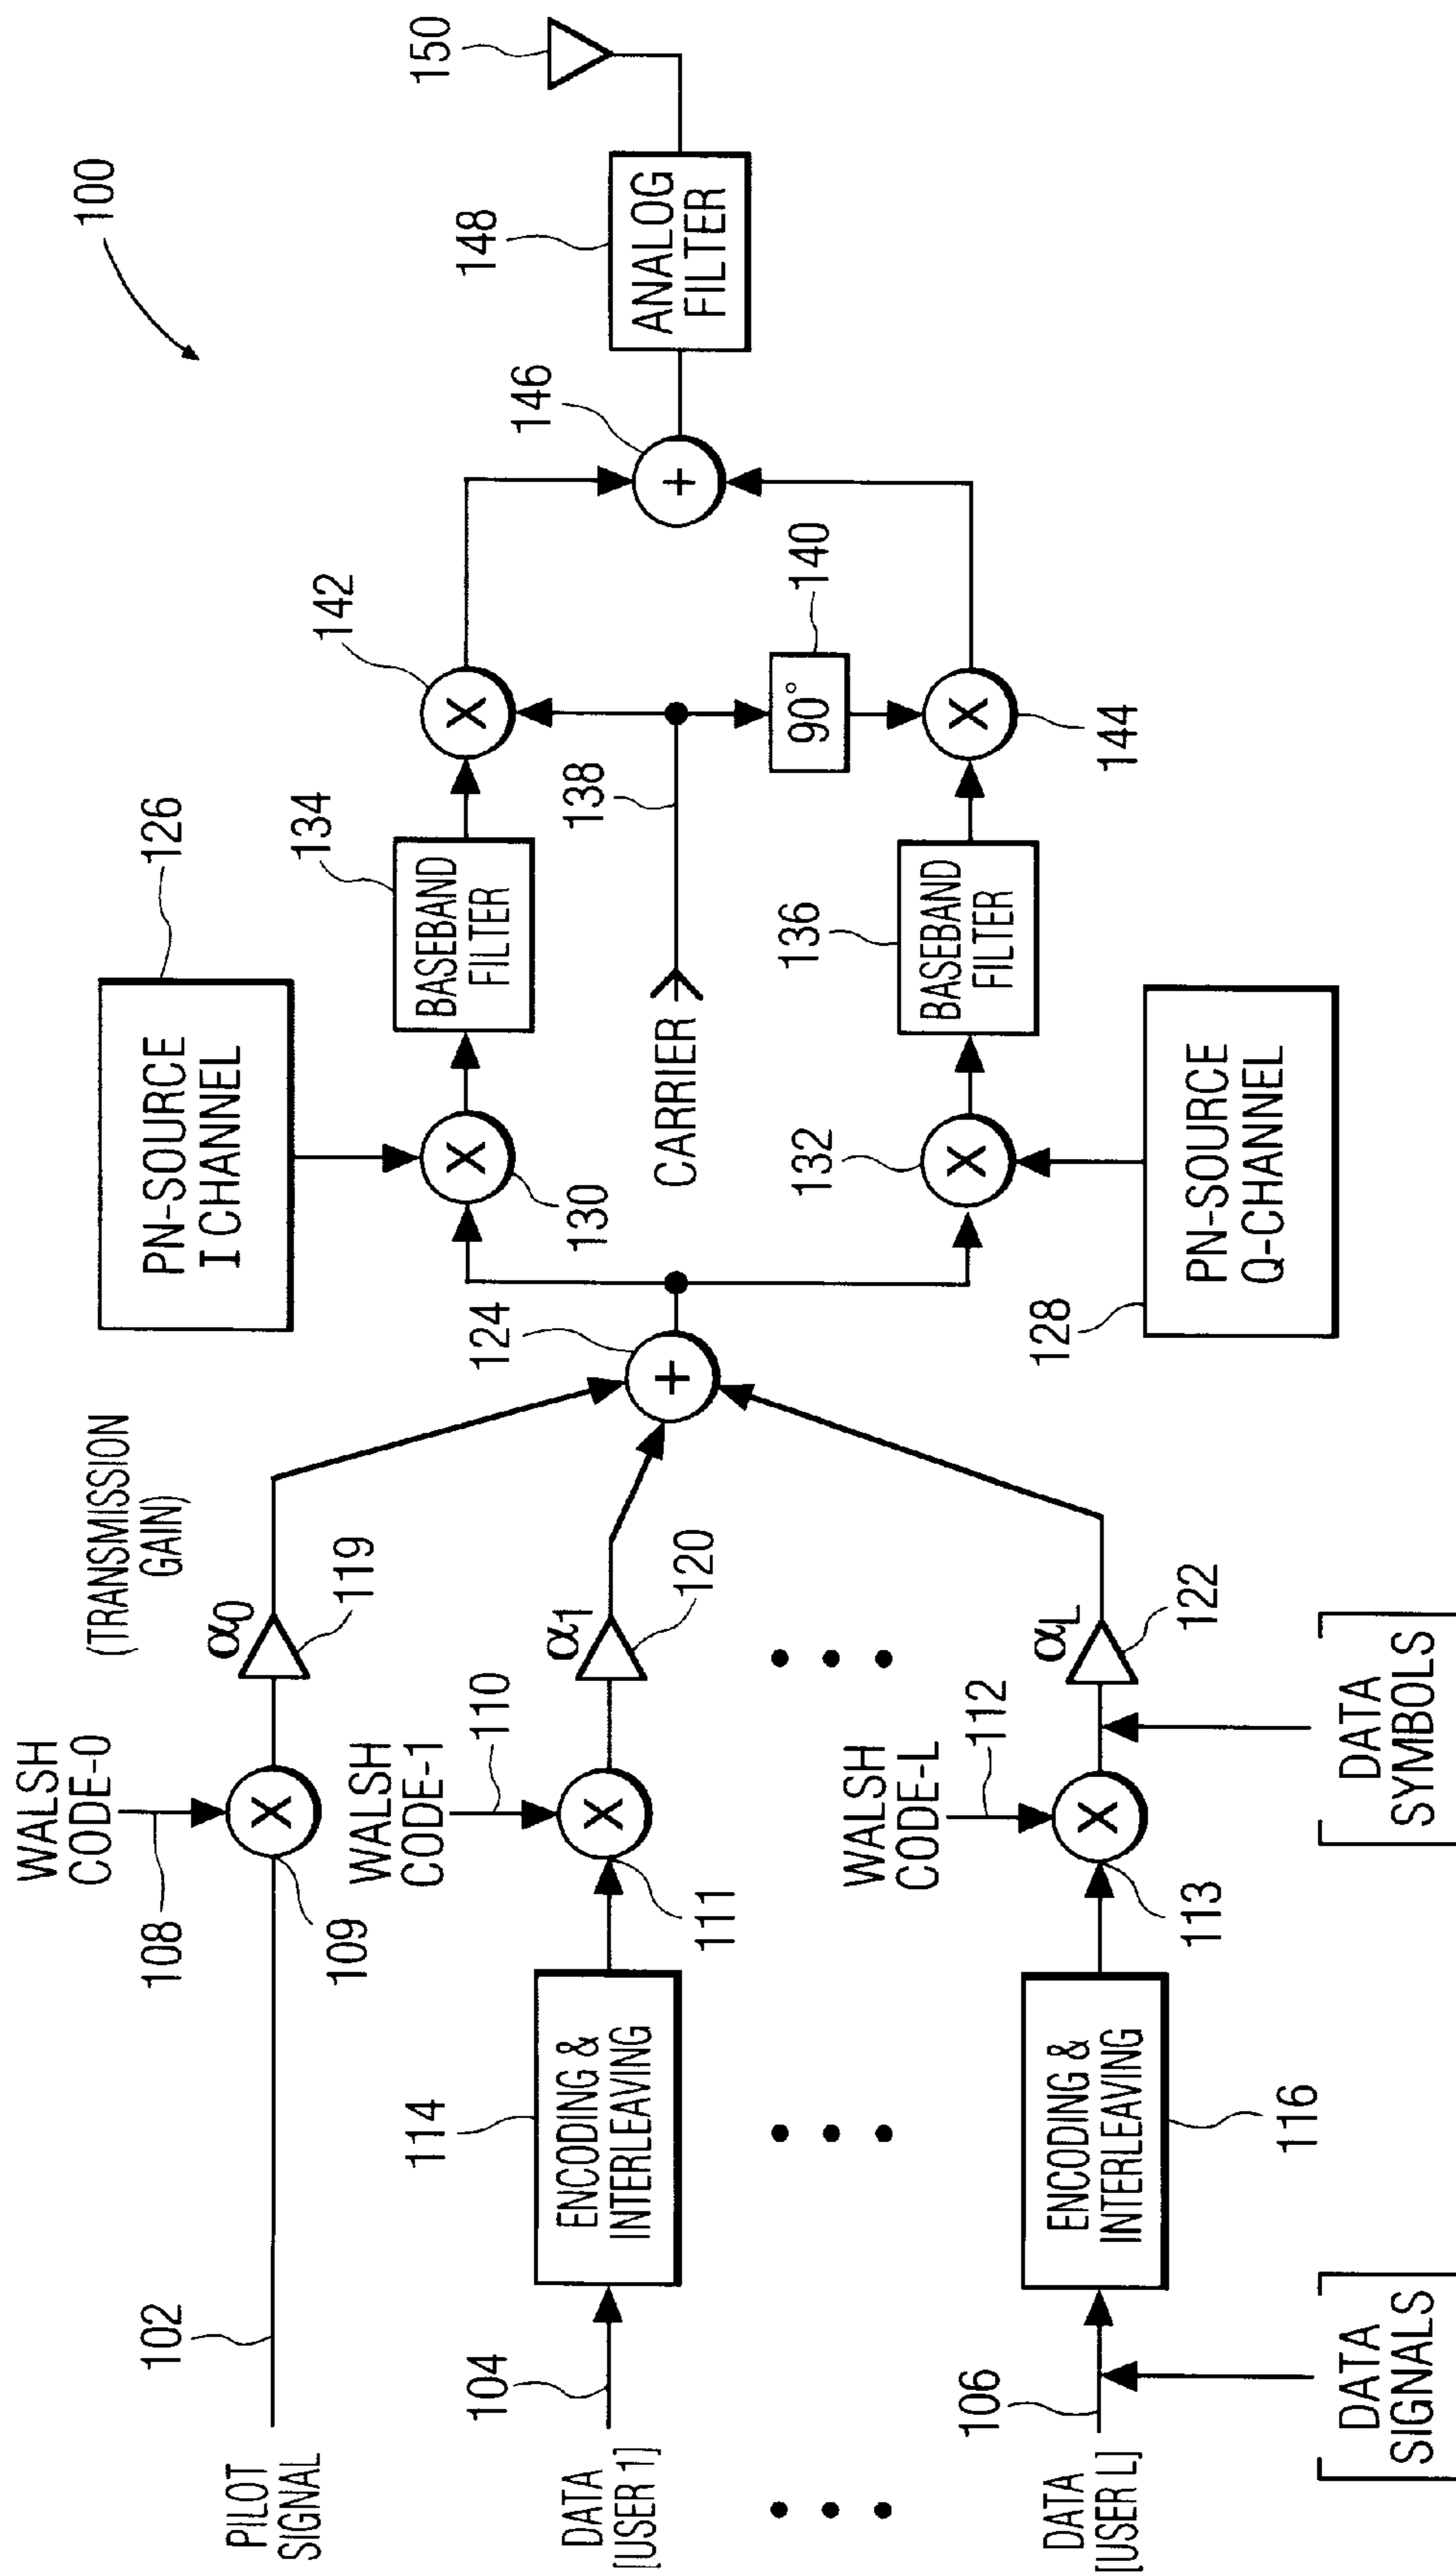 100
WALSH
CODE-0
108
109
(TRANSMISSION
GAIN)
α0
119
PILOT
SIGNAL
102
WALSH
CODE-1
110
111
α1
120
DATA
[USER 1]
104
114
ENCODING &
INTERLEAVING
WALSH
CODE-L
112
113
αL
122
DATA
[USER L]
106
ENCODING &
INTERLEAVING
116
DATA
SIGNALS
DATA
SYMBOLS
+
124
PN-SOURCE
I CHANNEL
126
X
130
BASEBAND
FILTER
134
X
142
CARRIER
138
90°
140
X
132
BASEBAND
FILTER
136
X
144
PN-SOURCE
Q-CHANNEL
128
+
146
ANALOG
FILTER
148
150
X
X
X